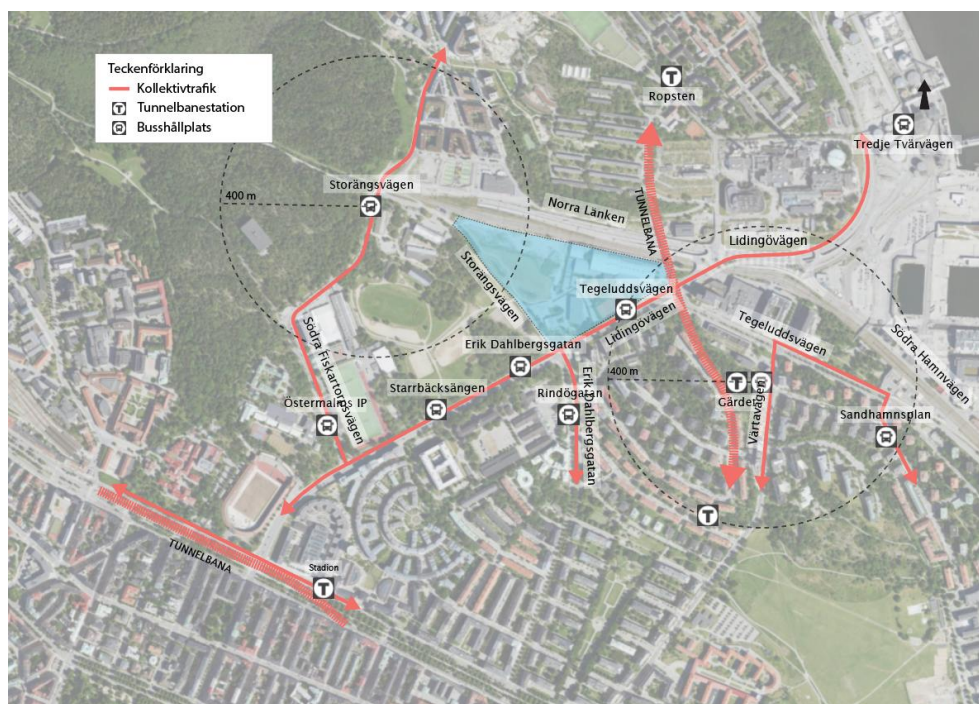 Teckenförklaring
Kollektivtrafik
Tunnelbanestation
Busshållplats
Ropsten
Tredje Tvärvägen
Storängsvägen
400 m
TUNNELBANA
Norra Länken
Lidingövägen
Storängsvägen
Tegeluddsvägen
Lidingövägen
Tegeluddsvägen
Södra Hamnvägen
Södra Fiskartorpsvägen
Erik Dahlbergsgatan
Starrbäcksängen
Erik Dahlbergsgatan
Rindögatan
400 m
Gärdet
Värtavägen
Östermalms IP
Sandhamnsplan
TUNNELBANA
Stadion